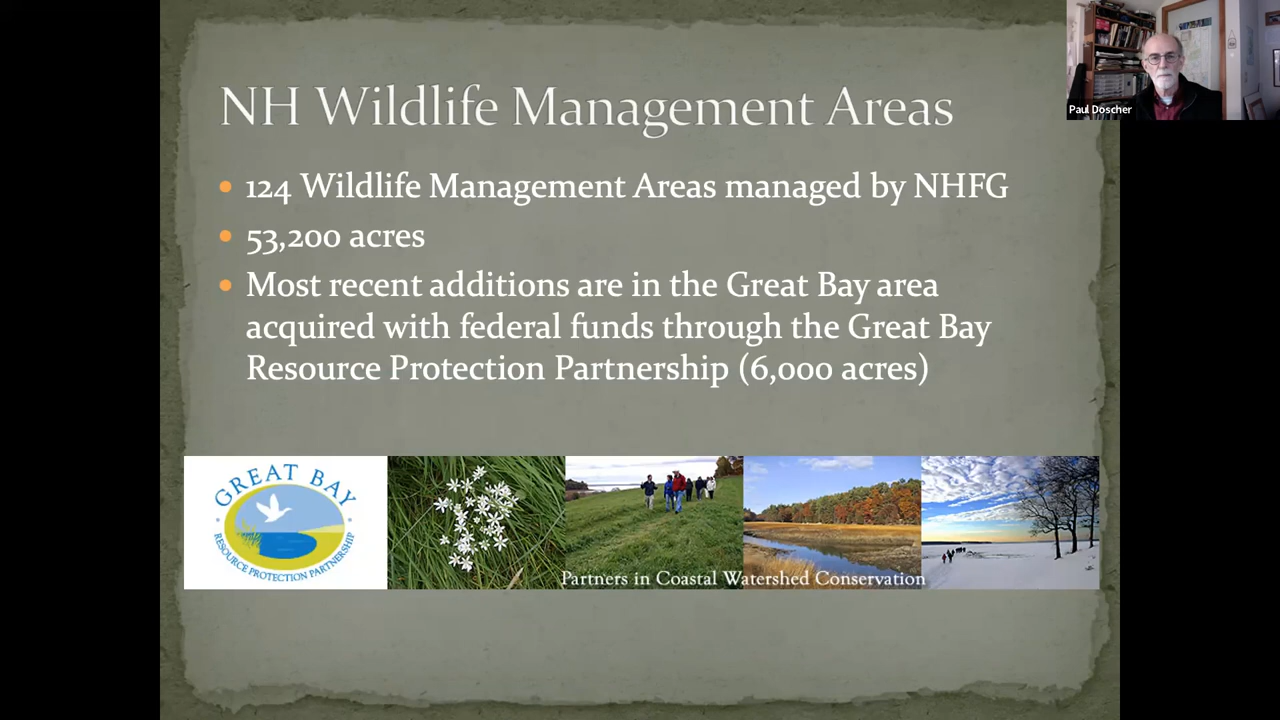 NH Wildlife Management Areas
Paul Doscher
• 124 Wildlife Management Areas managed by NHFG
• 53,200 acres
• Most recent additions are in the Great Bay area
acquired with federal funds through the Great Bay
Resource Protection Partnership (6,000 acres)
GREAT BAY
RESOURCE PROTECTION PARTNERSHIP
Partners in Coastal Watershed Conservation